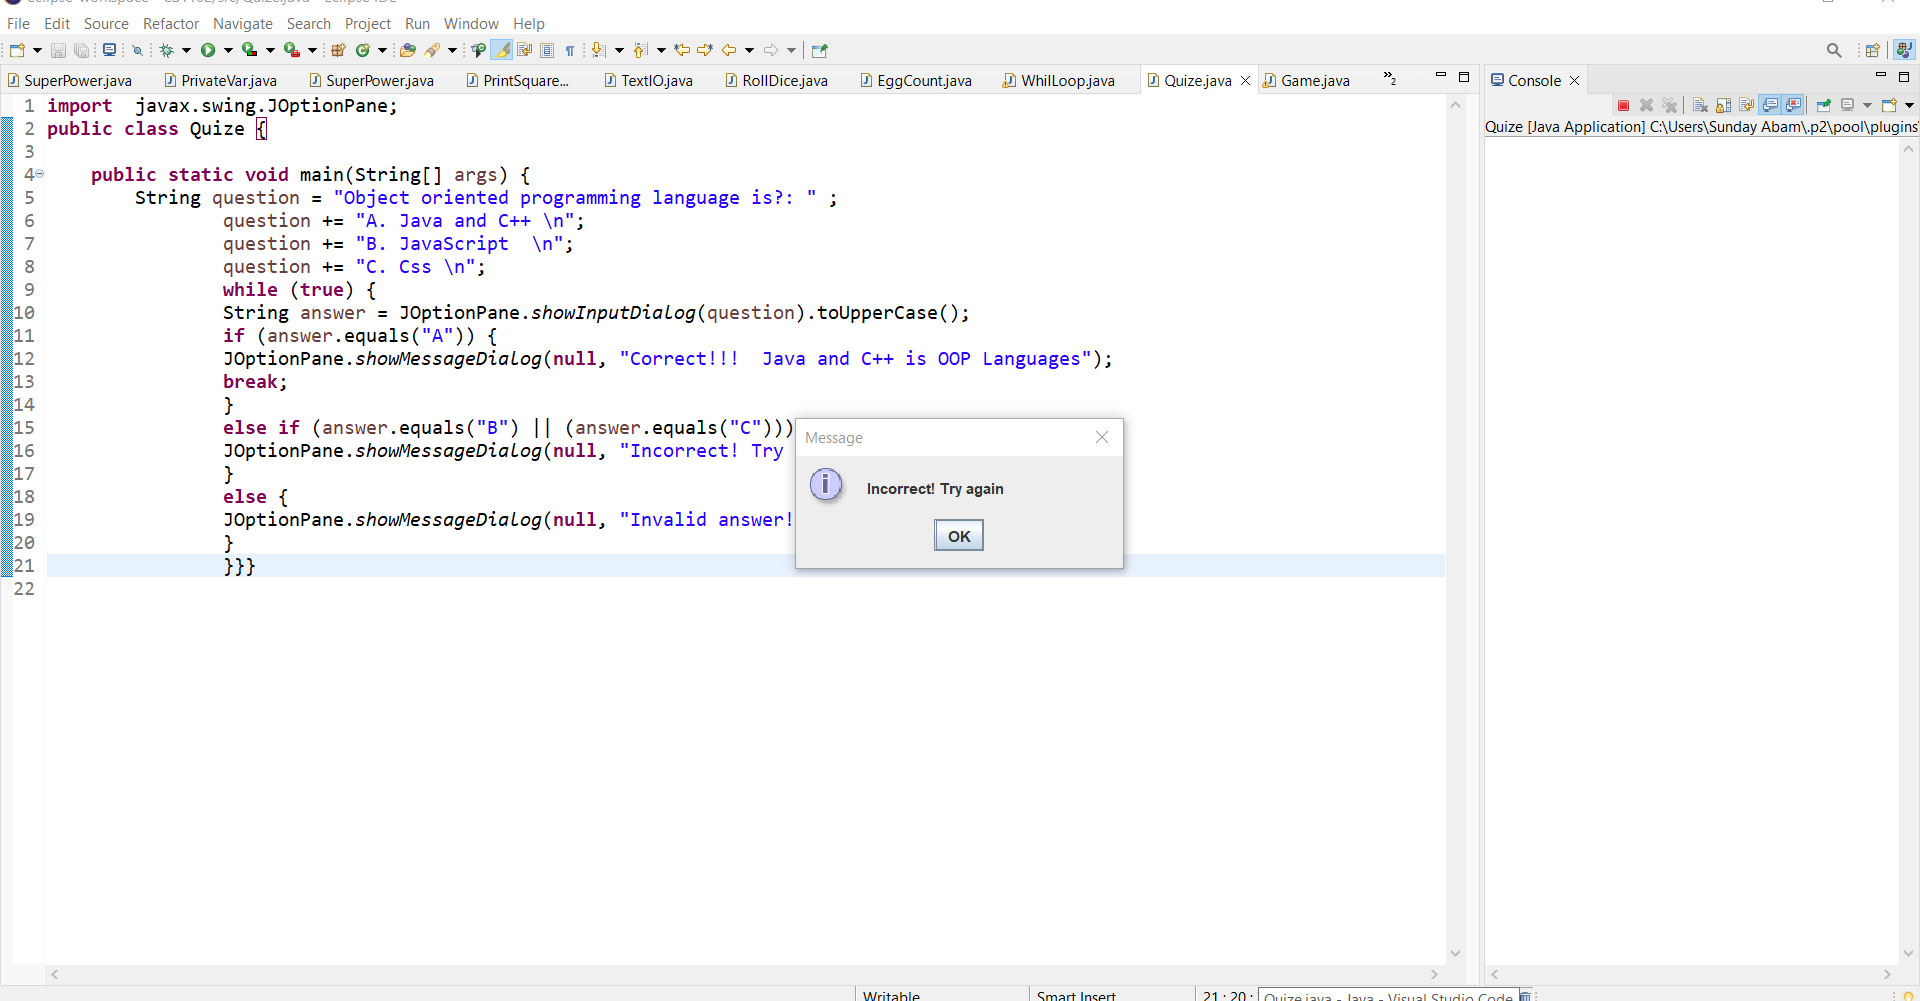 File Edit Source Refactor Navigate Search Project Run Window Help
SuperPower.java PrivateVar.java SuperPower.java PrintSquare... TextIO.java RollDice.java EggCount.java WhilLoop.java Quize.java Game.java »2 Console
Quize [Java Application] C:\Users\Sunday Abam\.p2\pool\plugins\
1 import  javax.swing.JOptionPane;
2 public class Quize {
3
4 public static void main(String[] args) {
5 String question = "Object oriented programming language is?: " ;
6 question += "A. Java and C++ \n";
7 question += "B. JavaScript  \n";
8 question += "C. Css \n";
9 while (true) {
10 String answer = JOptionPane.showInputDialog(question).toUpperCase();
11 if (answer.equals("A")) {
12 JOptionPane.showMessageDialog(null, "Correct!!!  Java and C++ is OOP Languages");
13 break;
14 }
15 else if (answer.equals("B") || (answer.equals("C")))
16 JOptionPane.showMessageDialog(null, "Incorrect! Try
17 }
18 else {
19 JOptionPane.showMessageDialog(null, "Invalid answer!
20 }
21 }}}
22
Message
Incorrect! Try again
OK
Writable Smart Insert 21 : 20 : Quize.java - Java - Visual Studio Code